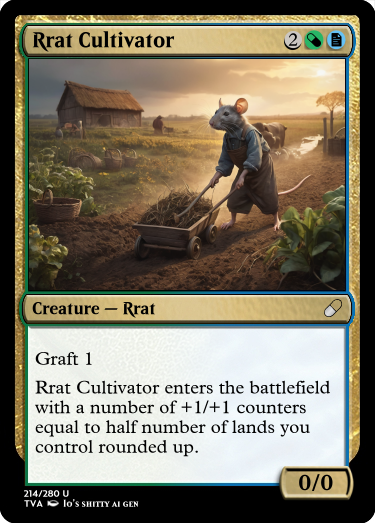 Rrat Cultivator 2
Creature — Rrat
Graft 1
Rrat Cultivator enters the battlefield
with a number of +1/+1 counters
equal to half number of lands you
control rounded up.
0/0
214/280 U
TVA Io's shitty ai gen